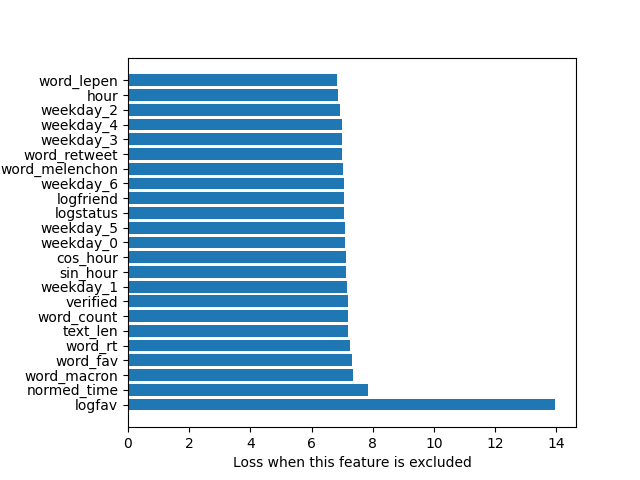 word_lepen
hour
weekday_2
weekday_4
weekday_3
word_retweet
word_melenchon
weekday_6
logfriend
logstatus
weekday_5
weekday_0
cos_hour
sin_hour
weekday_1
verified
word_count
text_len
word_rt
word_fav
word_macron
normed_time
logfav
0 2 4 6 8 10 12 14
Loss when this feature is excluded